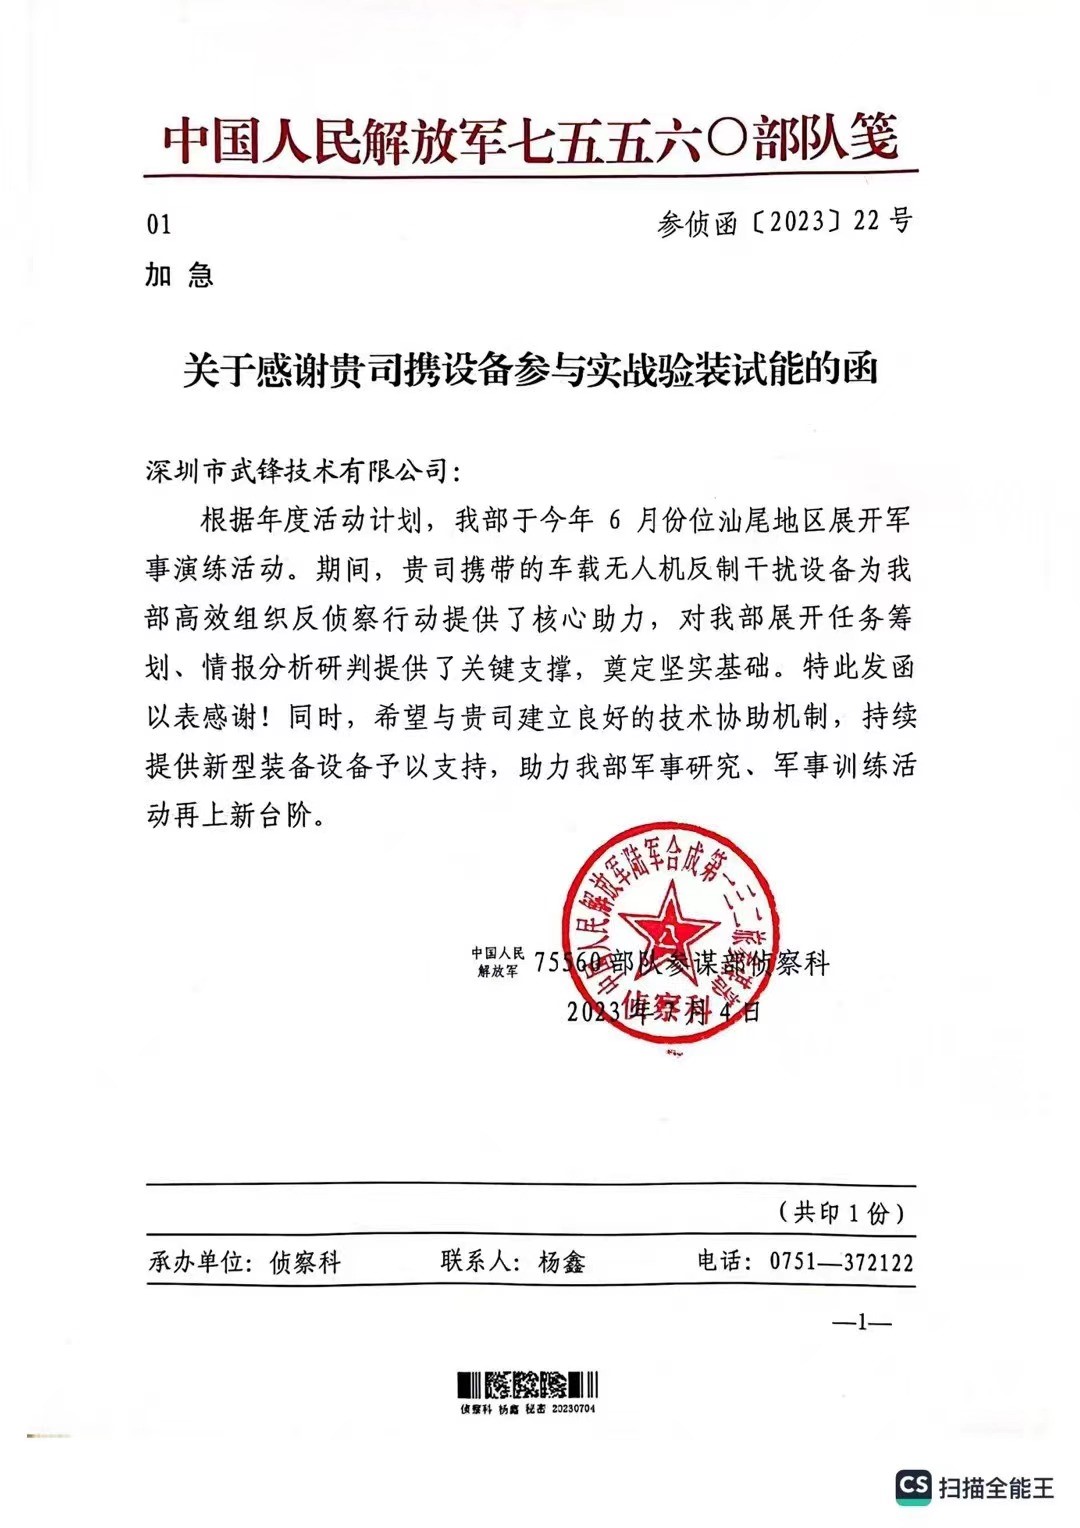 中国人民解放军七五五六〇部队笺
01
参侦函〔2023〕22 号
加 急
关于感谢贵司携设备参与实战验装试能的函
深圳市武锋技术有限公司：
根据年度活动计划，我部于今年 6 月份位汕尾地区展开军
事演练活动。期间，贵司携带的车载无人机反制干扰设备为我
部高效组织反侦察行动提供了核心助力，对我部展开任务筹
划、情报分析研判提供了关键支撑，奠定坚实基础。特此发函
以表感谢！同时，希望与贵司建立良好的技术协助机制，持续
提供新型装备设备予以支持，助力我部军事研究、军事训练活
动再上新台阶。
中国人民解放军陆军合成第一三二旅参谋部
八一
侦察科
中国人民
解放军
75560 部队参谋部侦察科
2023 年 7 月 4 日
（共印 1 份）
承办单位：侦察科
联系人：杨鑫
电话：0751—372122
—1—
侦察科 杨鑫 秘密 20230704
CS 扫描全能王